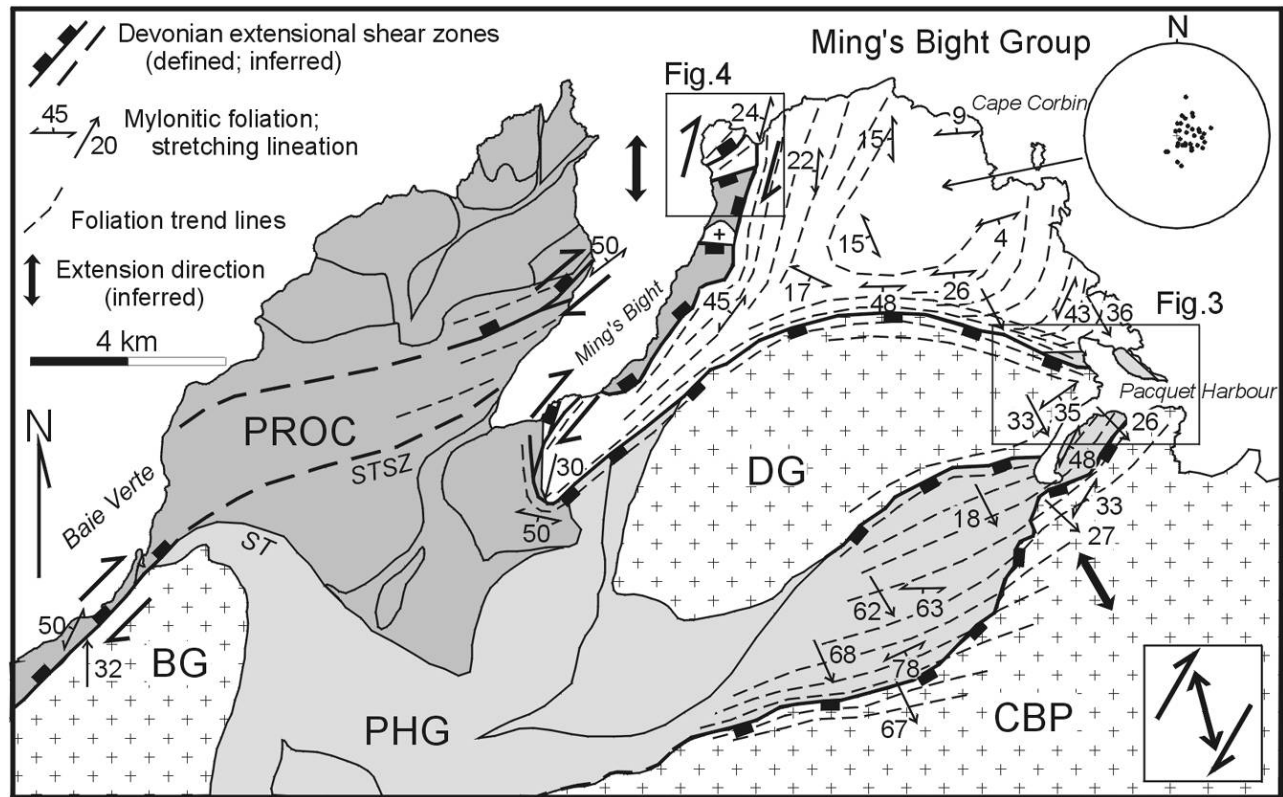 Devonian extensional shear zones
(defined; inferred)
45
20
Mylonitic foliation;
stretching lineation
Foliation trend lines
Extension direction
(inferred)
4 km
N
Ming's Bight Group
N
Fig.4
Cape Corbin
24
9
15
22
50
15
4
17
48
26
43
36
Fig.3
45
Ming's Bight
Pacquet Harbour
PROC
STSZ
33
35
26
48
30
DG
Baie Verte
ST
50
18
33
27
50
32
BG
62
63
68
78
67
PHG
CBP